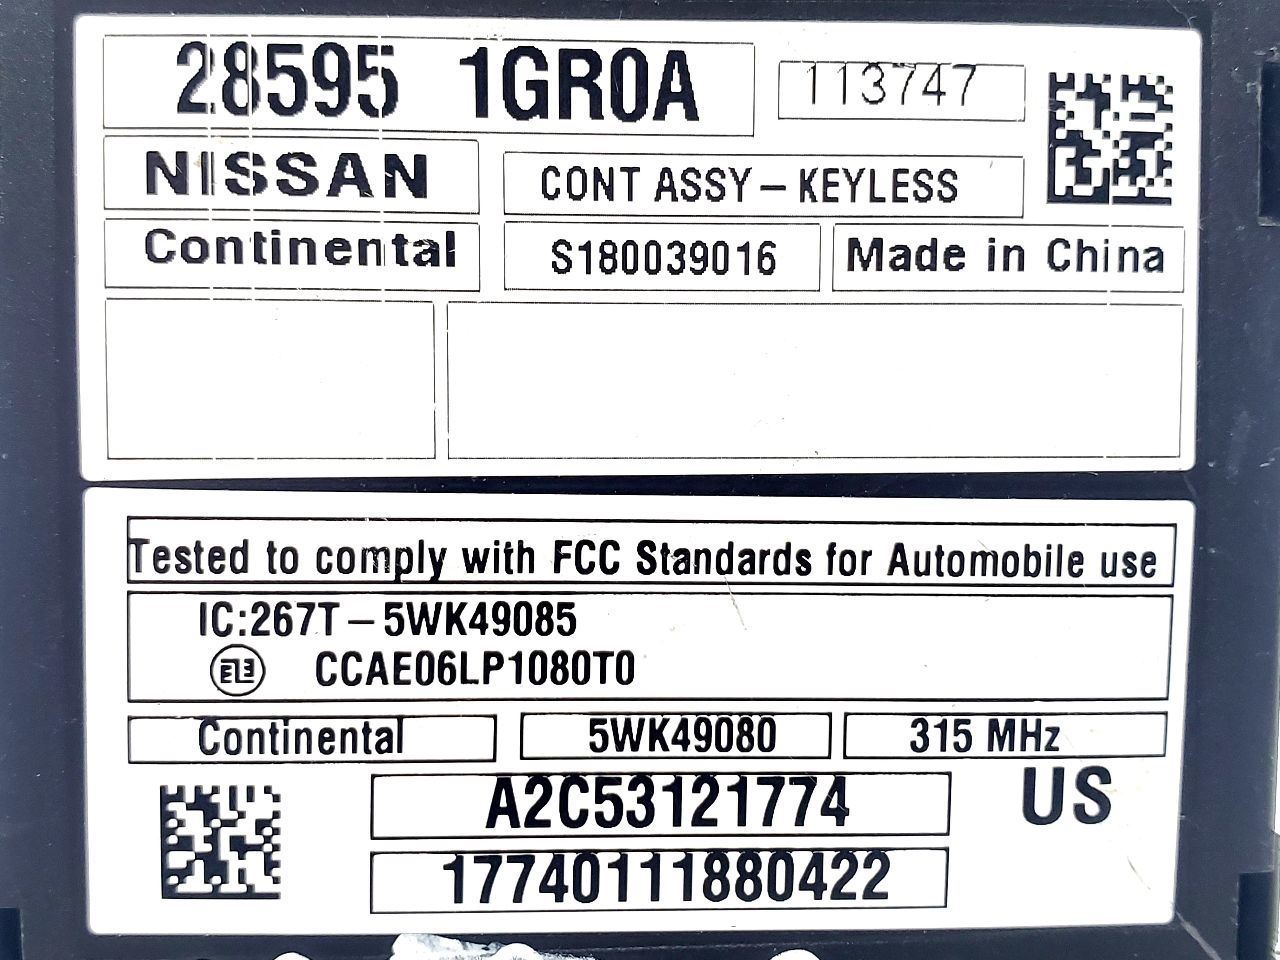 28595 1GR0A
113747
NISSAN
CONT ASSY – KEYLESS
Continental
S180039016
Made in China
Tested to comply with FCC Standards for Automobile use
IC:267T – 5WK49085
CCAE06LP1080T0
Continental
5WK49080
315 MHz
A2C53121774
US
17740111880422